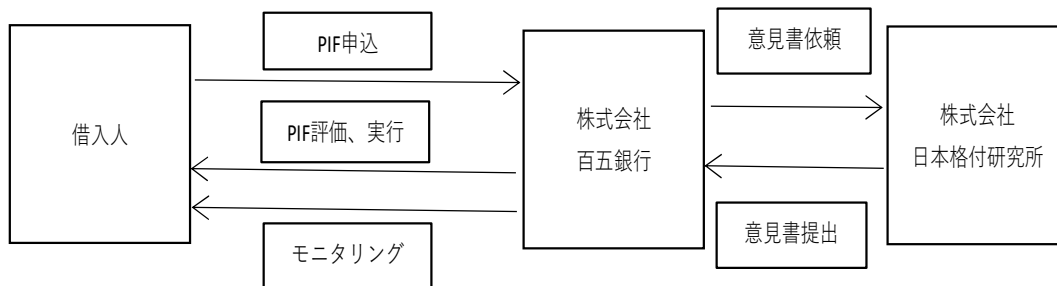 PIF申込
意見書依頼
借入人
PIF評価、実行
株式会社
百五銀行
株式会社
日本格付研究所
モニタリング
意見書提出